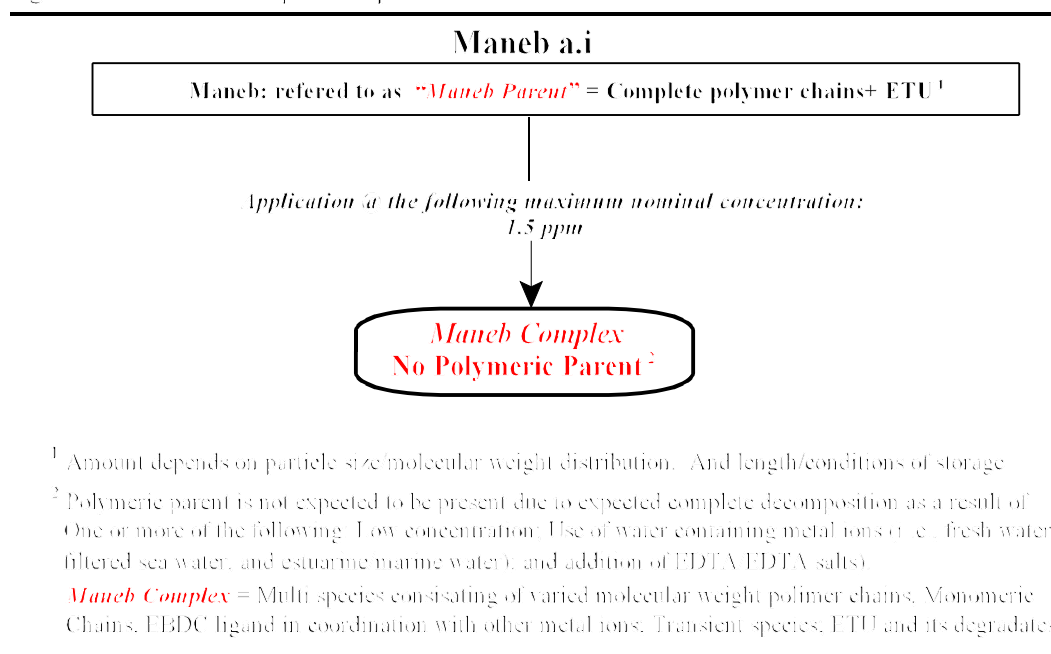 Maneb a.i
Maneb: refered to as "Maneb Parent" = Complete polymer chains+ ETU 1
Application @ the following maximum nominal concentration:
1.5 ppm
Maneb Complex
No Polymeric Parent 2
1 Amount depends on particle size/molecular weight distribution. And length/conditions of storage
2 Polymeric parent is not expected to be present due to expected complete decomposition as a result of
One or more of the following: Low concentration; Use of water containing metal ions (i.e., fresh water
filtered sea water, and estuarine marine water); and addition of EDTA EDTA salts).
Maneb Complex = Multi species consisating of varied molecular weight polimer chains, Monomeric
Chains, EBDC ligand in coordination with other metal ions, Transient species, ETU and its degradates